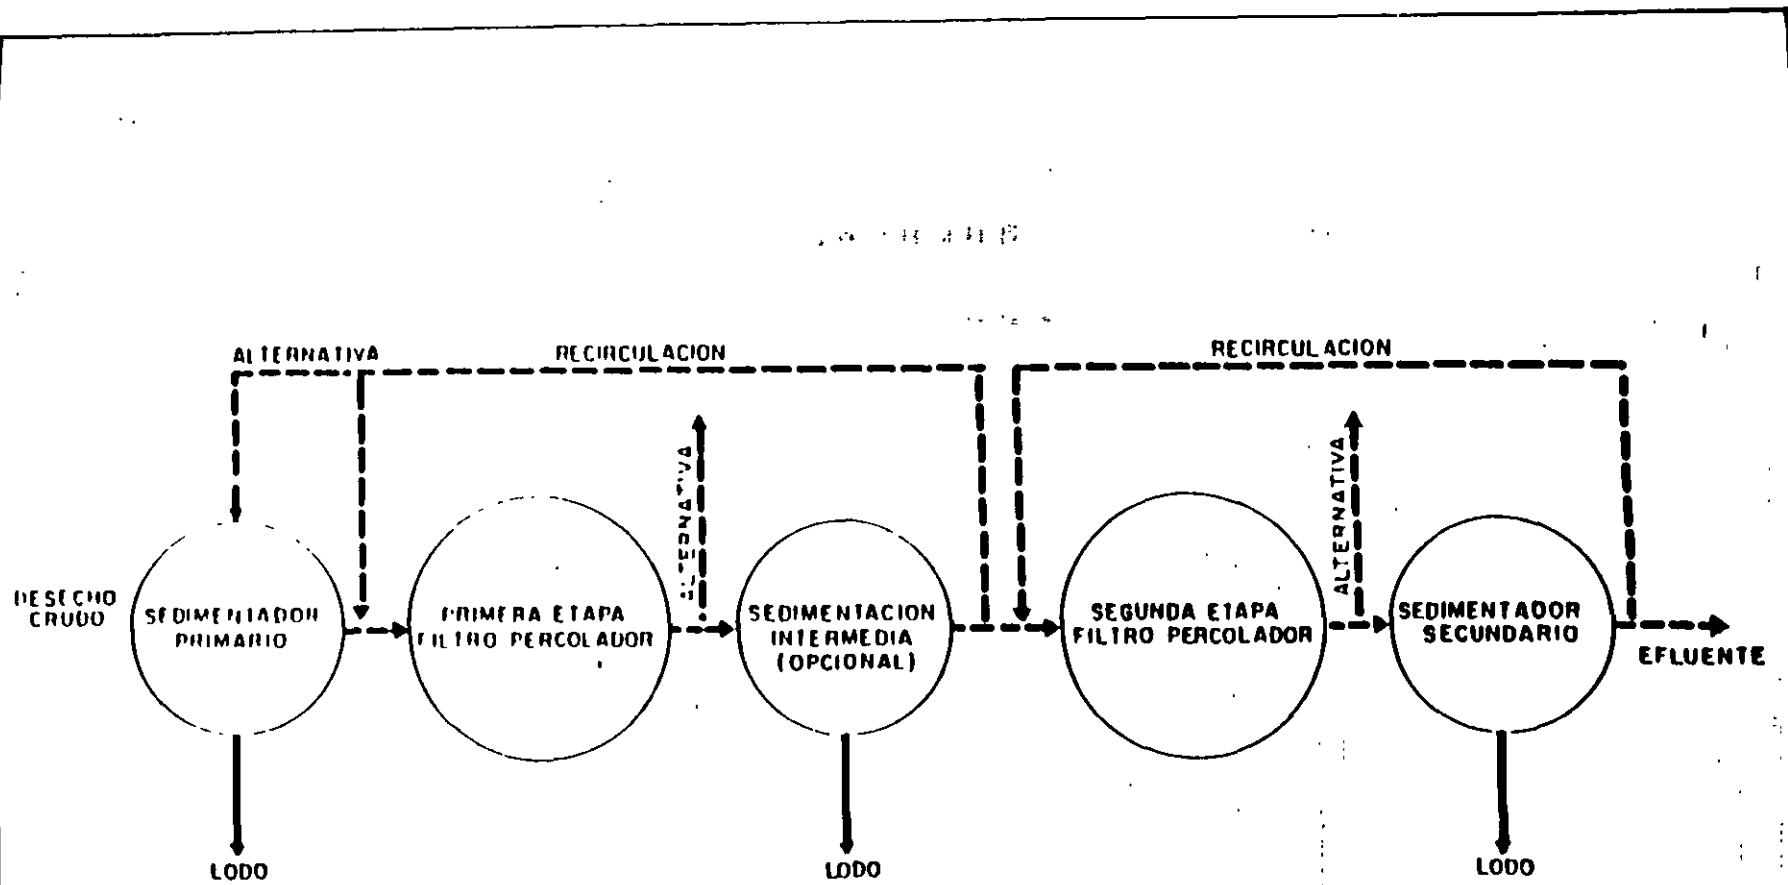 ALTERNATIVA
RECIRCULACION
RECIRCULACION
ALTERNATIVA
ALTERNATIVA
DESECHO
CRUDO
SEDIMENTADOR
PRIMARIO
PRIMERA ETAPA
FILTRO PERCOLADOR
SEDIMENTACION
INTERMEDIA
(OPCIONAL)
SEGUNDA ETAPA
FILTRO PERCOLADOR
SEDIMENTADOR
SECUNDARIO
EFLUENTE
LODO
LODO
LODO